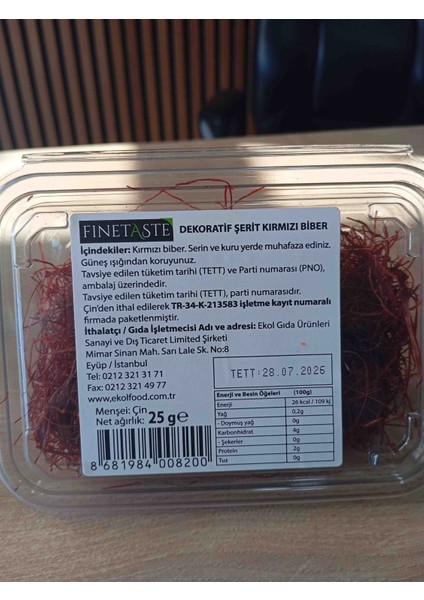 FINETASTE
DEKORATİF ŞERİT KIRMIZI BİBER
İçindekiler: Kırmızı biber. Serin ve kuru yerde muhafaza ediniz.
Güneş ışığından koruyunuz.
Tavsiye edilen tüketim tarihi (TETT) ve Parti numarası (PNO),
ambalaj üzerindedir.
Tavsiye edilen tüketim tarihi (TETT), parti numarasıdır.
Çin'den ithal edilerek TR-34-K-213583 işletme kayıt numaralı
firmada paketlenmiştir.
İthalatçı / Gıda İşletmecisi Adı ve adresi: Ekol Gıda Ürünleri
Sanayi ve Dış Ticaret Limited Şirketi
Mimar Sinan Mah. Sarı Lale Sk. No:8
Eyüp / İstanbul
Tel: 0212 321 31 71
Fax: 0212 321 49 77
www.ekolfood.com.tr
Menşei: Çin
Net ağırlık: 25 g℮
8 681984 008200
TETT: 28.07.2026
Enerji ve Besin Öğeleri (100g)
Enerji 26 kcal / 109 kj
Yağ 0,2g
- Doymuş yağ 0g
Karbonhidrat 4g
- Şekerler 0g
Protein 2g
Tuz 0g